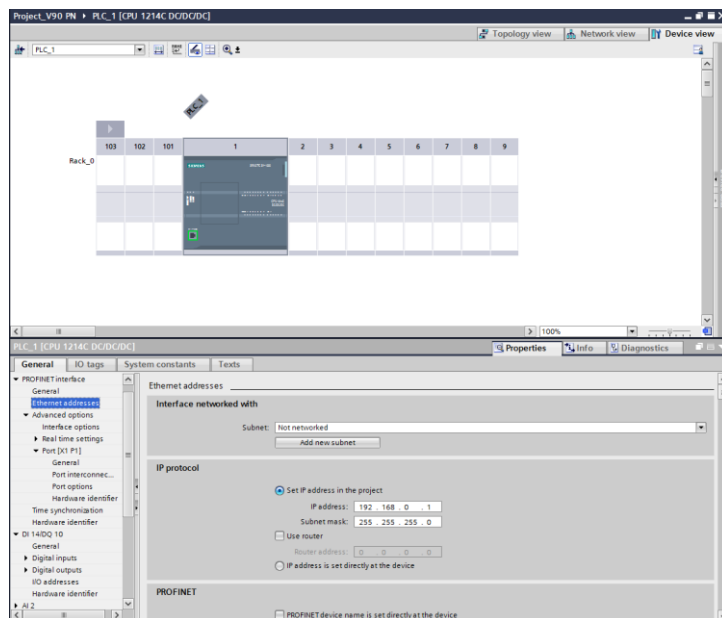 Project_V90 PN ▸ PLC_1 [CPU 1214C DC/DC/DC]
Topology view Network view Device view
PLC_1
PLC_1
103 102 101 1 2 3 4 5 6 7 8 9
Rack_0
SIEMENS
100%
PLC_1 [CPU 1214C DC/DC/DC]
Properties Info Diagnostics
General IO tags System constants Texts
PROFINET interface
General
Ethernet addresses
Advanced options
Interface options
Real time settings
Port [X1 P1]
General
Port interconnec...
Port options
Hardware identifier
Time synchronization
Hardware identifier
DI 14/DQ 10
General
Digital inputs
Digital outputs
I/O addresses
Hardware identifier
AI 2
Ethernet addresses
Interface networked with
Subnet: Not networked
Add new subnet
IP protocol
Set IP address in the project
IP address: 192 . 168 . 0 . 1
Subnet mask: 255 . 255 . 255 . 0
Use router
Router address: 0 . 0 . 0 . 0
IP address is set directly at the device
PROFINET
PROFINET device name is set directly at the device